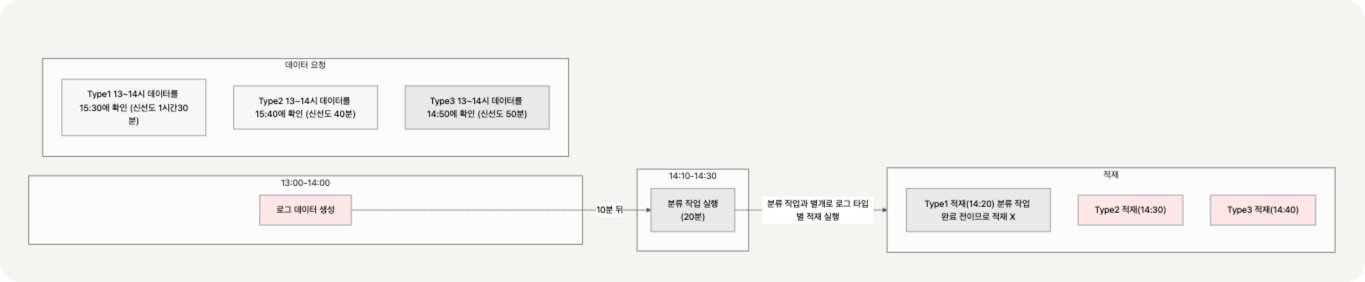 데이터 요청
Type1 13~14시 데이터를
15:30에 확인 (신선도 1시간30
분)
Type2 13~14시 데이터를
15:40에 확인 (신선도 40분)
Type3 13~14시 데이터를
14:50에 확인 (신선도 50분)
13:00-14:00
로그 데이터 생성
10분 뒤
14:10-14:30
분류 작업 실행
(20분)
분류 작업과 별개로 로그 타입
별 적재 실행
적재
Type1 적재(14:20) 분류 작업
완료 전이므로 적재 X
Type2 적재(14:30)
Type3 적재(14:40)